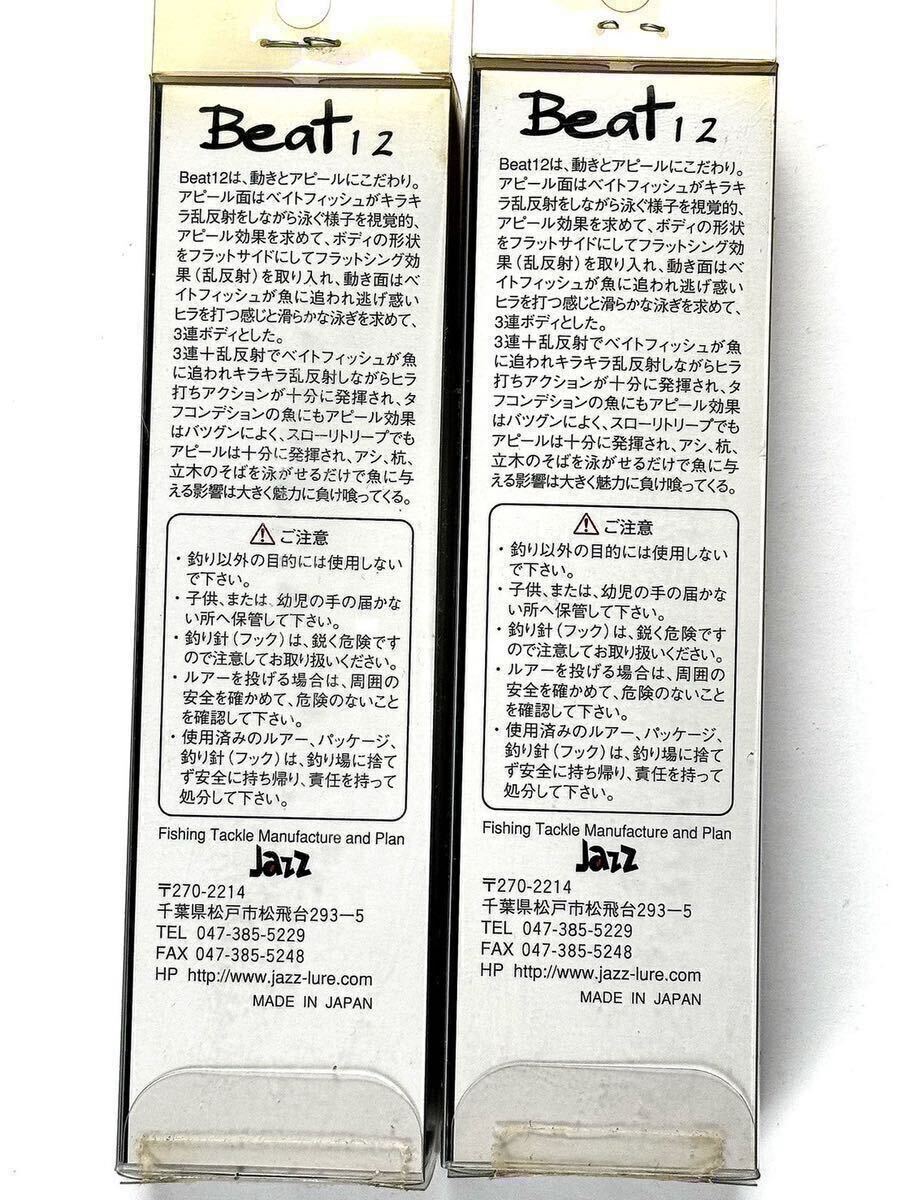 Beat12
Beat12は、動きとアピールにこだわり。
アピール面はベイトフィッシュがキラキ
ラ乱反射をしながら泳ぐ様子を視覚的、
アピール効果を求めて、ボディの形状
をフラットサイドにしてフラットシング効
果（乱反射）を取り入れ、動き面はベ
イトフィッシュが魚に追われ逃げ惑い
ヒラを打つ感じと滑らかな泳ぎを求めて、
3連ボディとした。
3連＋乱反射でベイトフィッシュが魚
に追われキラキラ乱反射しながらヒラ
打ちアクションが十分に発揮され、タ
フコンデションの魚にもアピール効果
はバツグンによく、スローリトリープでも
アピールは十分に発揮され、アシ、杭、
立木のそばを泳がせるだけで魚に与
える影響は大きく魅力に負け喰ってくる。
⚠ご注意
・釣り以外の目的には使用しない
で下さい。
・子供、または、幼児の手の届かな
い所へ保管して下さい。
・釣り針（フック）は、鋭く危険です
ので注意してお取り扱いください。
・ルアーを投げる場合は、周囲の
安全を確かめて、危険のないこと
を確認して下さい。
・使用済みのルアー、パッケージ、
釣り針（フック）は、釣り場に捨て
ず安全に持ち帰り、責任を持って
処分して下さい。
Fishing Tackle Manufacture and Plan
Jazz
〒270-2214
千葉県松戸市松飛台293－5
TEL 047-385-5229
FAX 047-385-5248
HP http://www.jazz-lure.com
MADE IN JAPAN
Beat12
Beat12は、動きとアピールにこだわり。
アピール面はベイトフィッシュがキラキ
ラ乱反射をしながら泳ぐ様子を視覚的、
アピール効果を求めて、ボディの形状
をフラットサイドにしてフラットシング効
果（乱反射）を取り入れ、動き面はベ
イトフィッシュが魚に追われ逃げ惑い
ヒラを打つ感じと滑らかな泳ぎを求めて、
3連ボディとした。
3連＋乱反射でベイトフィッシュが魚
に追われキラキラ乱反射しながらヒラ
打ちアクションが十分に発揮され、タ
フコンデションの魚にもアピール効果
はバツグンによく、スローリトリープでも
アピールは十分に発揮され、アシ、杭、
立木のそばを泳がせるだけで魚に与
える影響は大きく魅力に負け喰ってくる。
⚠ご注意
・釣り以外の目的には使用しない
で下さい。
・子供、または、幼児の手の届かな
い所へ保管して下さい。
・釣り針（フック）は、鋭く危険です
ので注意してお取り扱いください。
・ルアーを投げる場合は、周囲の
安全を確かめて、危険のないこと
を確認して下さい。
・使用済みのルアー、パッケージ、
釣り針（フック）は、釣り場に捨て
ず安全に持ち帰り、責任を持って
処分して下さい。
Fishing Tackle Manufacture and Plan
Jazz
〒270-2214
千葉県松戸市松飛台293－5
TEL 047-385-5229
FAX 047-385-5248
HP http://www.jazz-lure.com
MADE IN JAPAN